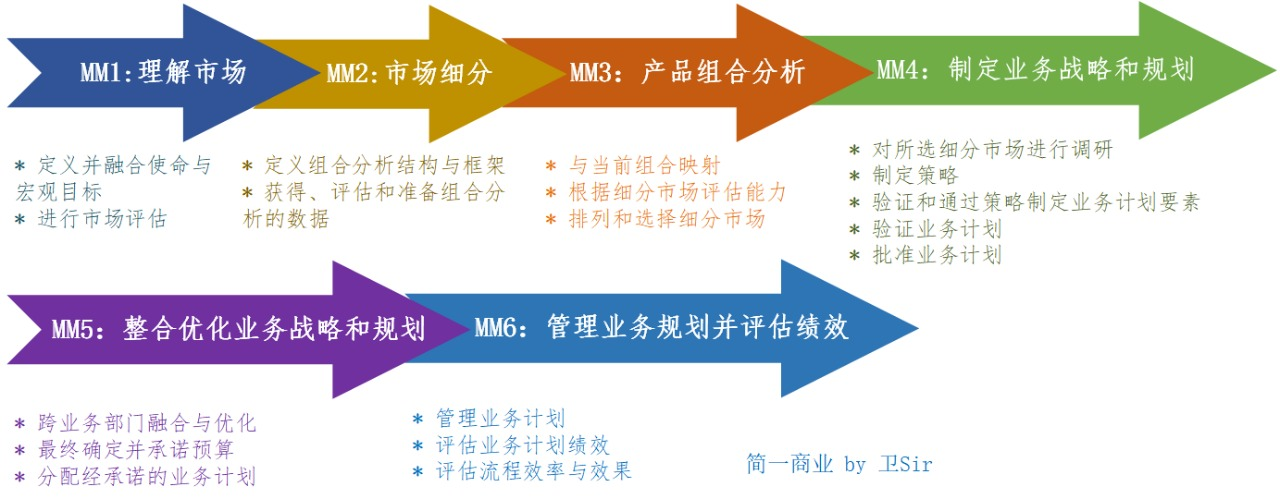 MM1:理解市场
MM2:市场细分
MM3：产品组合分析
MM4：制定业务战略和规划
* 定义并融合使命与
宏观目标
* 进行市场评估
* 定义组合分析结构与框架
* 获得、评估和准备组合分
析的数据
* 与当前组合映射
* 根据细分市场评估能力
* 排列和选择细分市场
* 对所选细分市场进行调研
* 制定策略
* 验证和通过策略制定业务计划要素
* 验证业务计划
* 批准业务计划
MM5：整合优化业务战略和规划
MM6：管理业务规划并评估绩效
* 跨业务部门融合与优化
* 最终确定并承诺预算
* 分配经承诺的业务计划
* 管理业务计划
* 评估业务计划绩效
* 评估流程效率与效果
简一商业 by 卫Sir